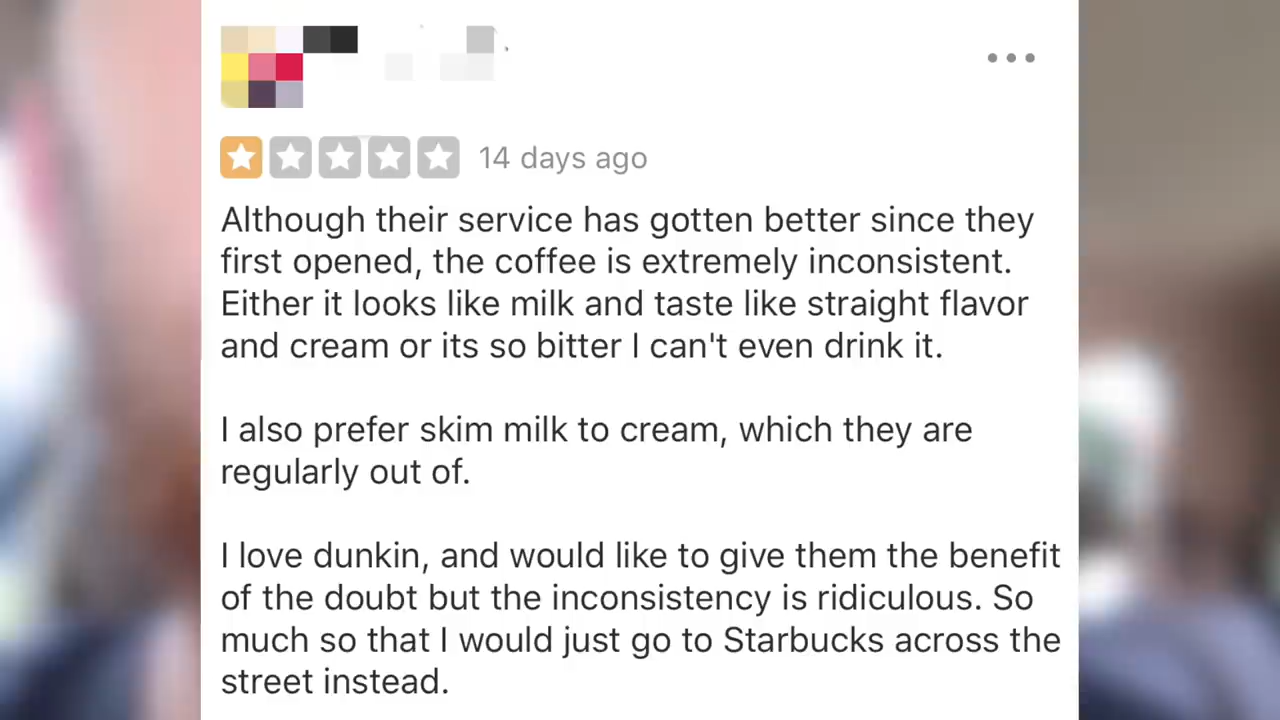 14 days ago
Although their service has gotten better since they
first opened, the coffee is extremely inconsistent.
Either it looks like milk and taste like straight flavor
and cream or its so bitter I can't even drink it.
I also prefer skim milk to cream, which they are
regularly out of.
I love dunkin, and would like to give them the benefit
of the doubt but the inconsistency is ridiculous. So
much so that I would just go to Starbucks across the
street instead.